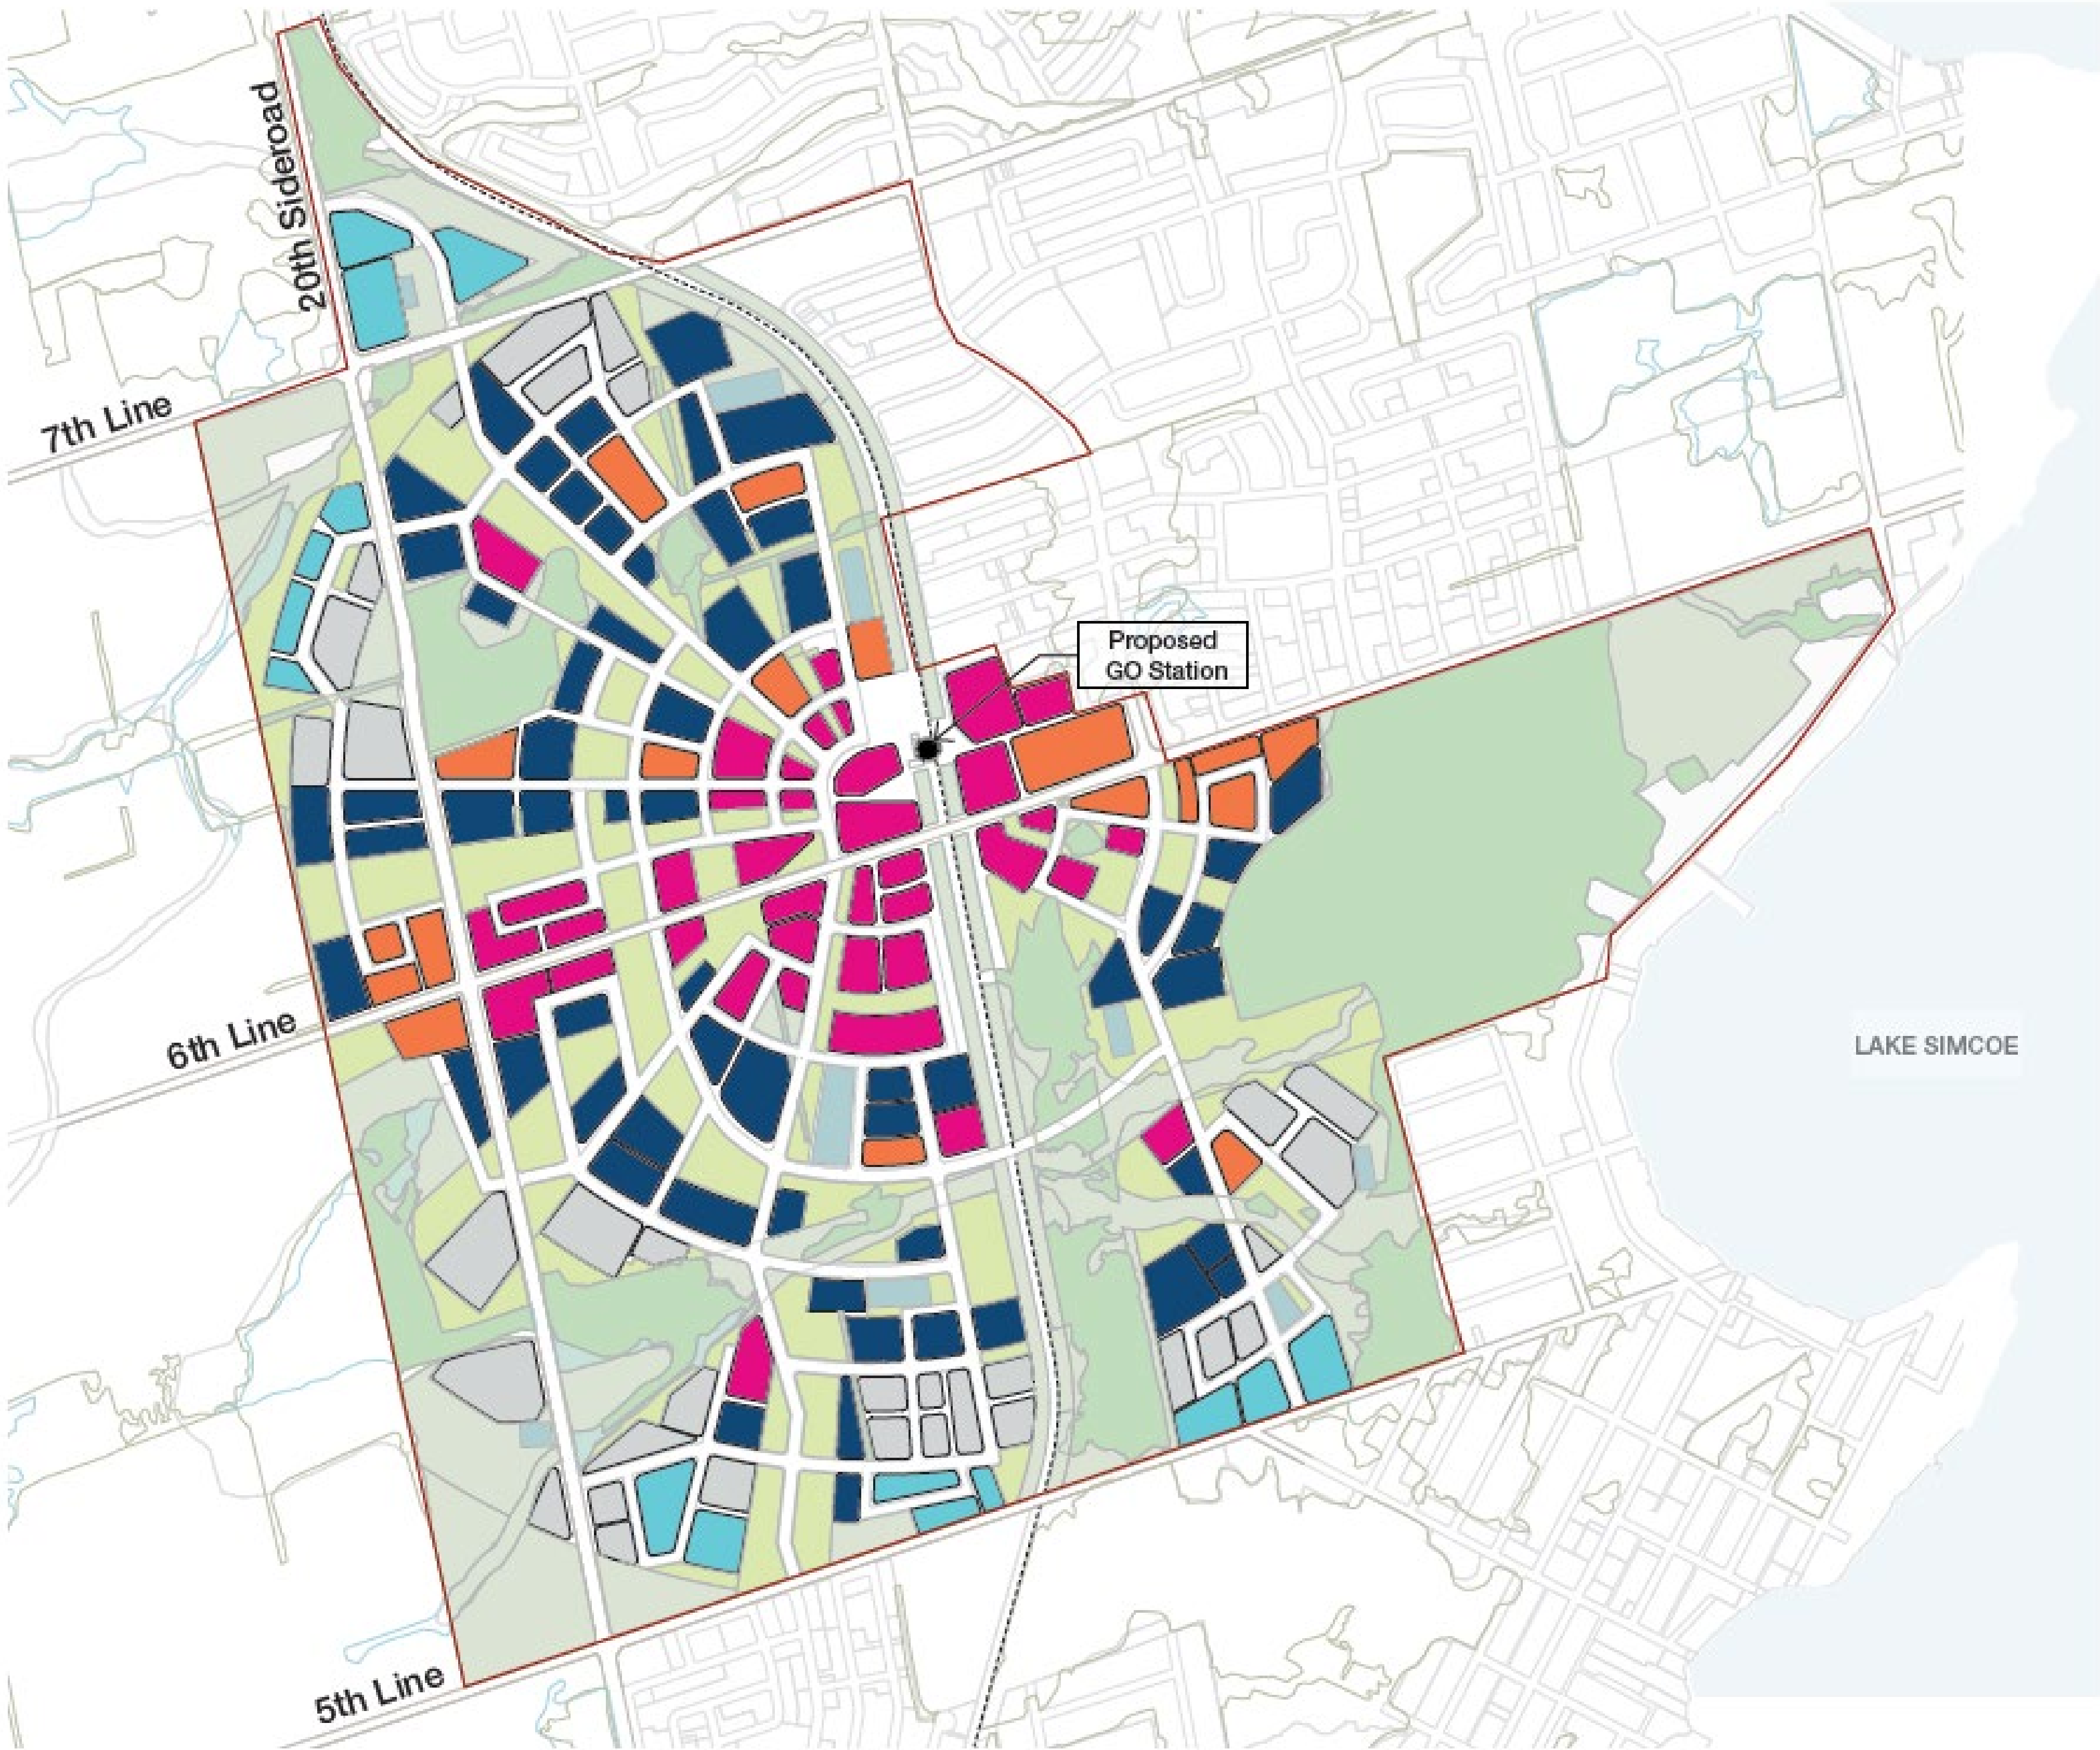 20th Sideroad
7th Line
Proposed
GO Station
6th Line
LAKE SIMCOE
5th Line